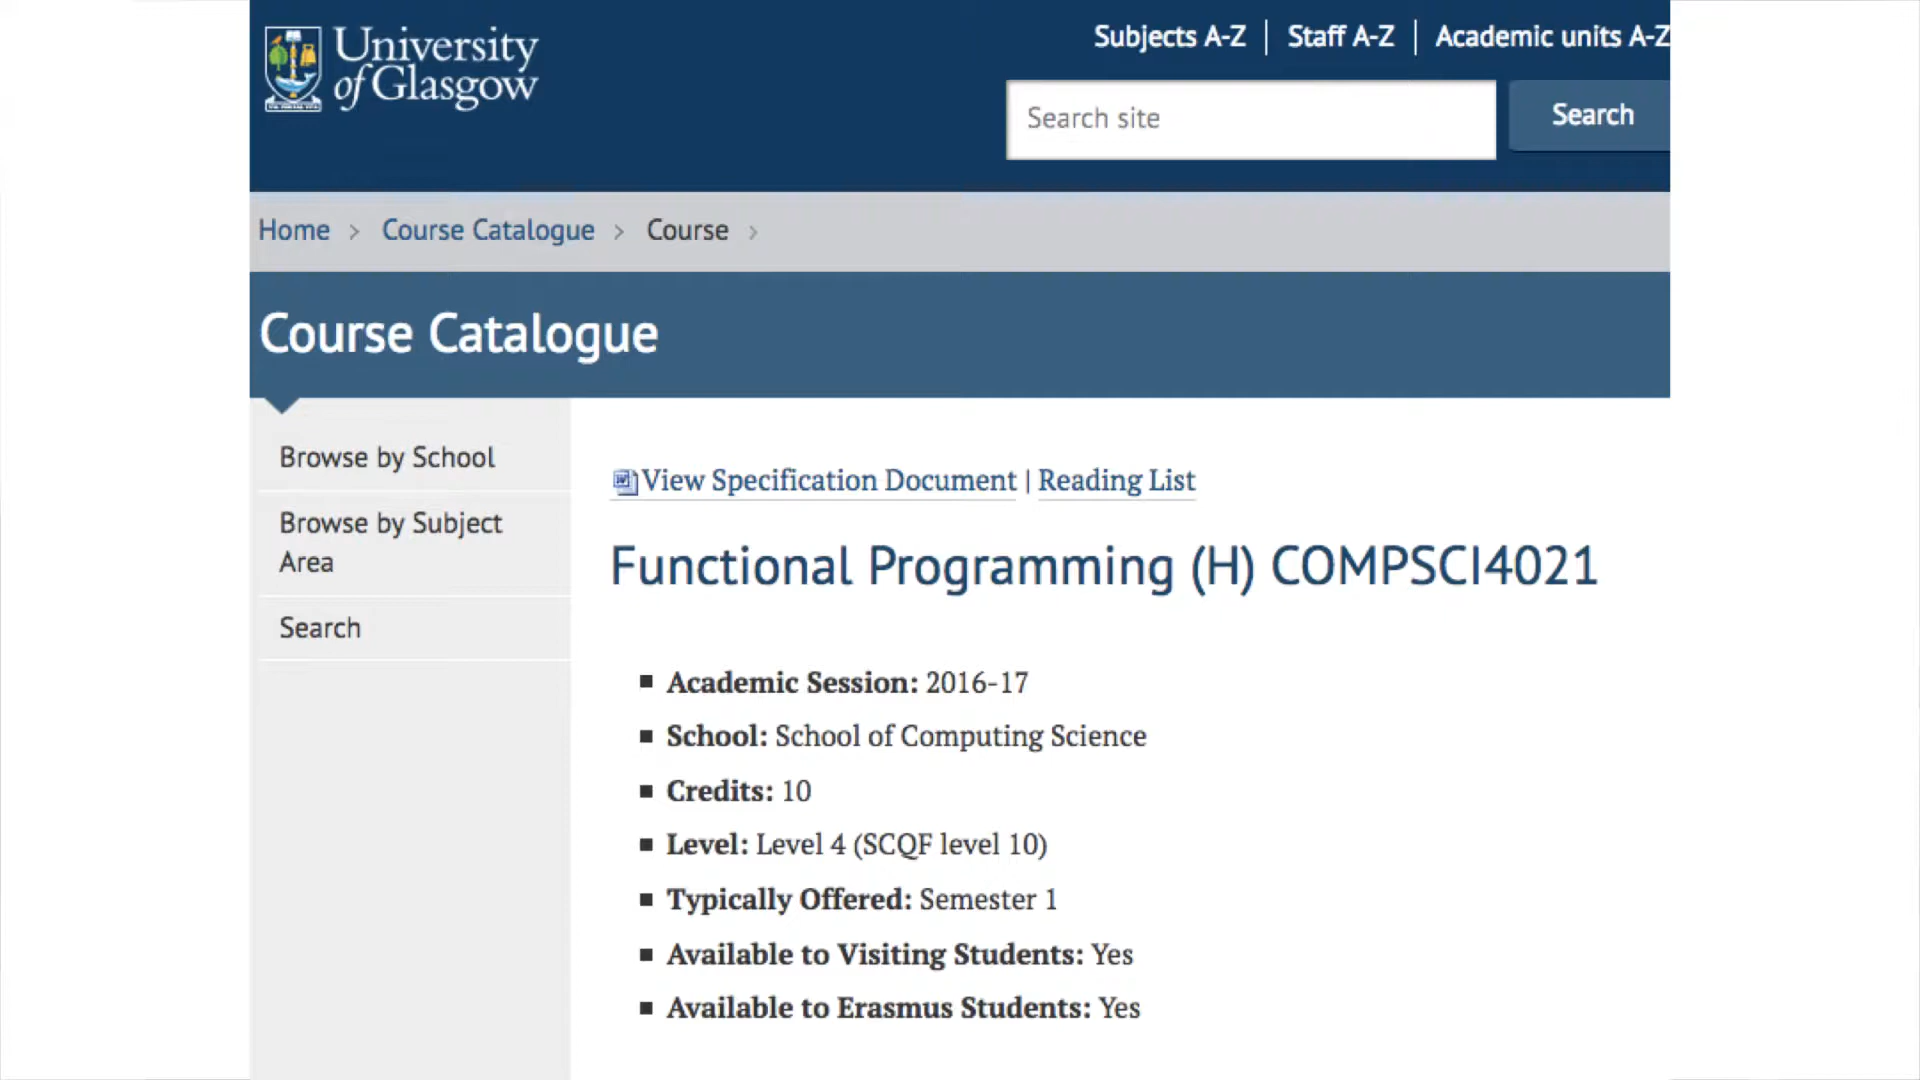 University
of Glasgow
Subjects A-Z | Staff A-Z | Academic units A-Z
Search site
Search
Home > Course Catalogue > Course >
Course Catalogue
Browse by School
Browse by Subject
Area
Search
View Specification Document | Reading List
Functional Programming (H) COMPSCI4021
Academic Session: 2016-17
School: School of Computing Science
Credits: 10
Level: Level 4 (SCQF level 10)
Typically Offered: Semester 1
Available to Visiting Students: Yes
Available to Erasmus Students: Yes